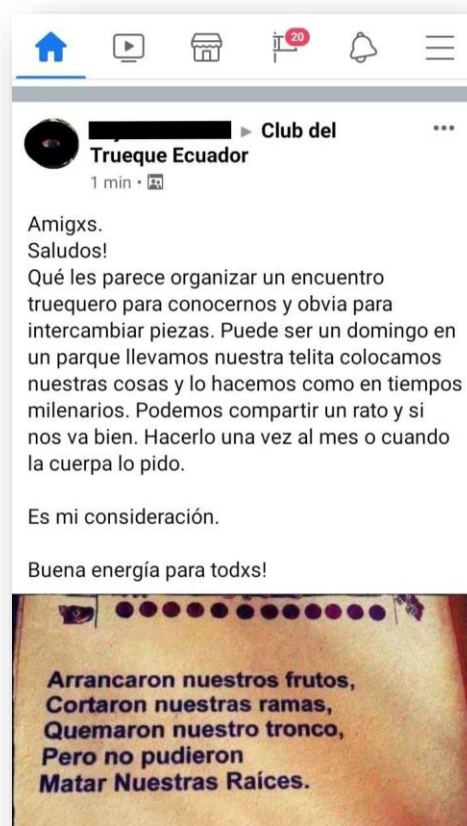 20
Club del
Trueque Ecuador
1 min
Amigxs.
Saludos!
Qué les parece organizar un encuentro
truequero para conocernos y obvia para
intercambiar piezas. Puede ser un domingo en
un parque llevamos nuestra telita colocamos
nuestras cosas y lo hacemos como en tiempos
milenarios. Podemos compartir un rato y si
nos va bien. Hacerlo una vez al mes o cuando
la cuerpa lo pido.
Es mi consideración.
Buena energía para todxs!
Arrancaron nuestros frutos,
Cortaron nuestras ramas,
Quemaron nuestro tronco,
Pero no pudieron
Matar Nuestras Raíces.